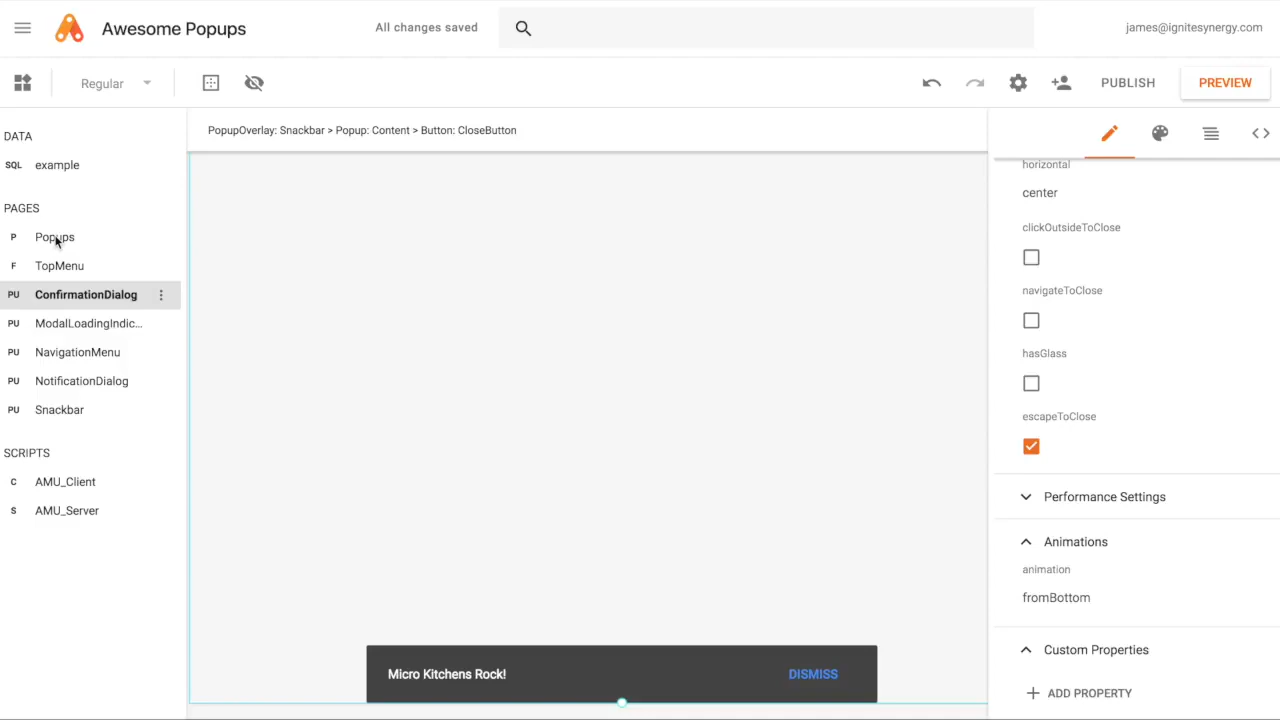 Awesome Popups
All changes saved
james@ignitesynergy.com
Regular
PUBLISH
PREVIEW
DATA
SQL example
PAGES
P Popups
F TopMenu
PU ConfirmationDialog
PU ModalLoadingIndic...
PU NavigationMenu
PU NotificationDialog
PU Snackbar
SCRIPTS
C AMU_Client
S AMU_Server
PopupOverlay: Snackbar > Popup: Content > Button: CloseButton
Micro Kitchens Rock!
DISMISS
horizontal
center
clickOutsideToClose
navigateToClose
hasGlass
escapeToClose
Performance Settings
Animations
animation
fromBottom
Custom Properties
ADD PROPERTY